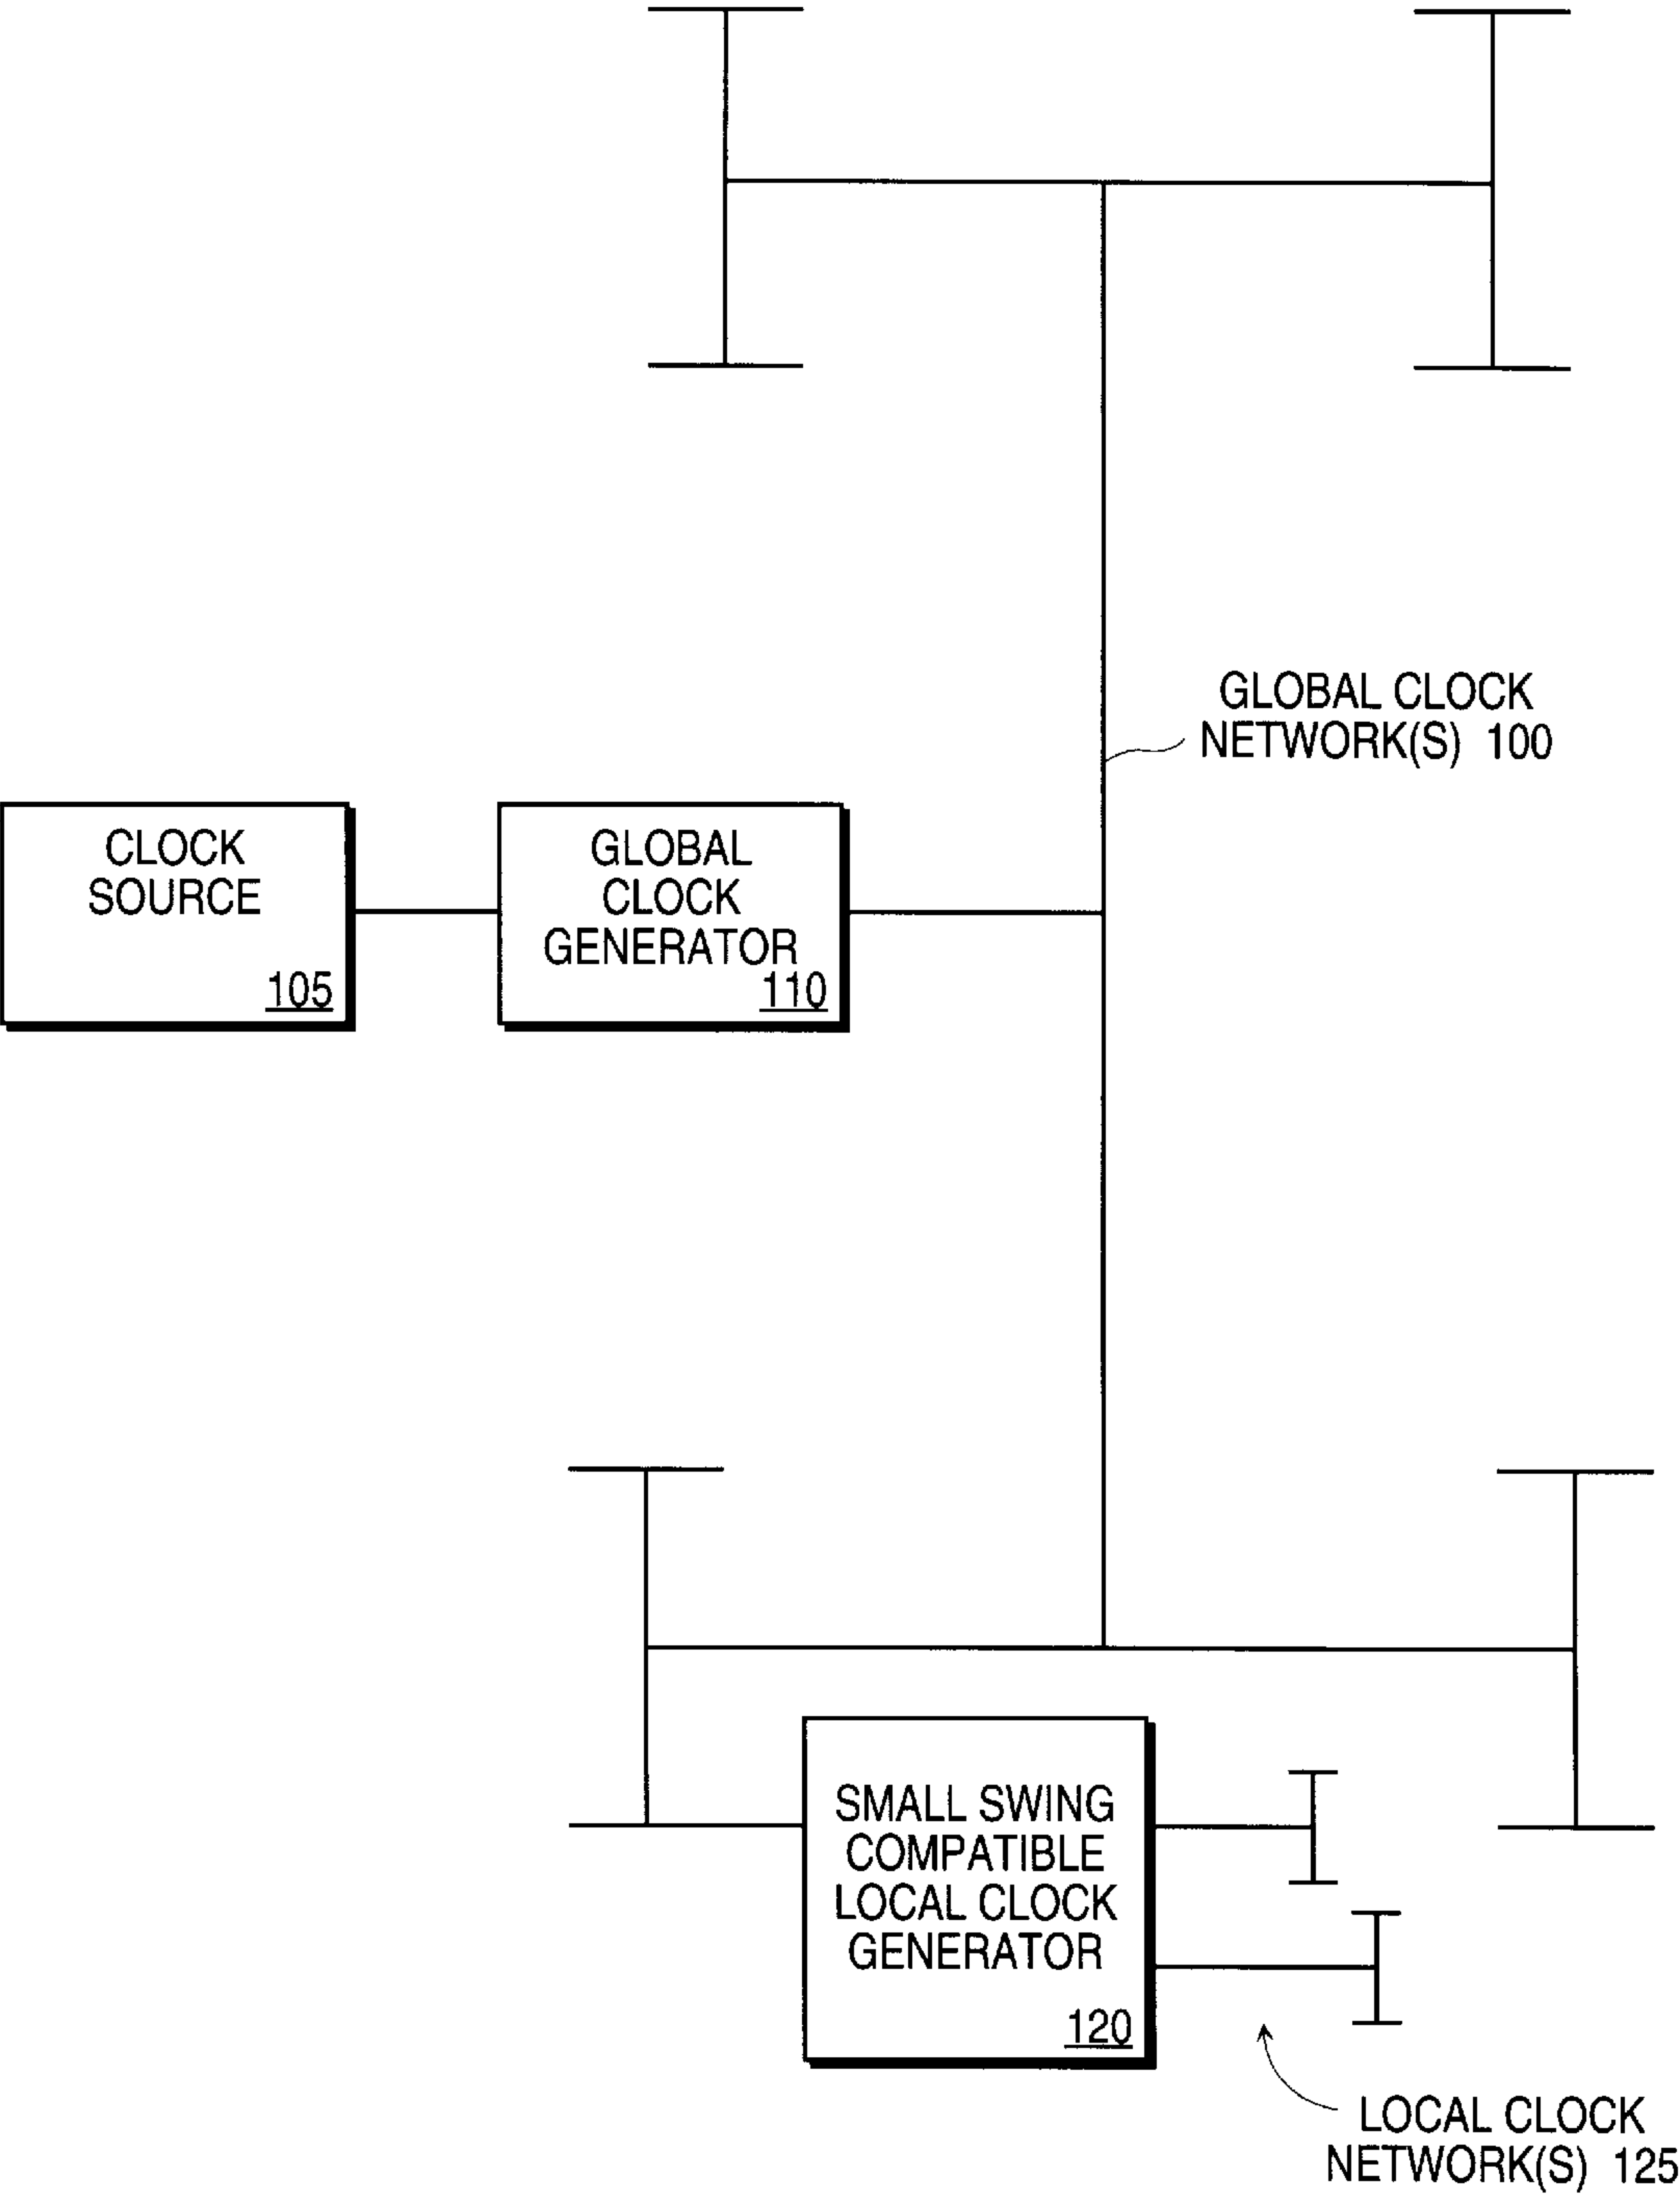 GLOBAL CLOCK
NETWORK(S) 100
CLOCK
SOURCE
105
GLOBAL
CLOCK
GENERATOR
110
SMALL SWING
COMPATIBLE
LOCAL CLOCK
GENERATOR
120
LOCAL CLOCK
NETWORK(S) 125